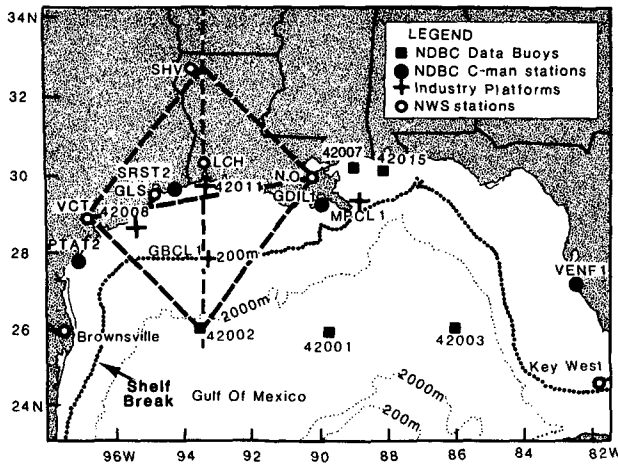 34N
32
30
28
26
24N
LEGEND
NDBC Data Buoys
NDBC C-man stations
Industry Platforms
NWS stations
SHV
LCH
42007
42015
SRST2
GLS
42011
N.O.
GDIL1
MPCL1
VCT
42008
PTAT2
GBCL1
200m
VENF1
2000m
42002
42001
42003
Brownsville
Key West
Shelf
Break
Gulf Of Mexico
2000m
200m
96W
94
92
90
88
86
84
82W